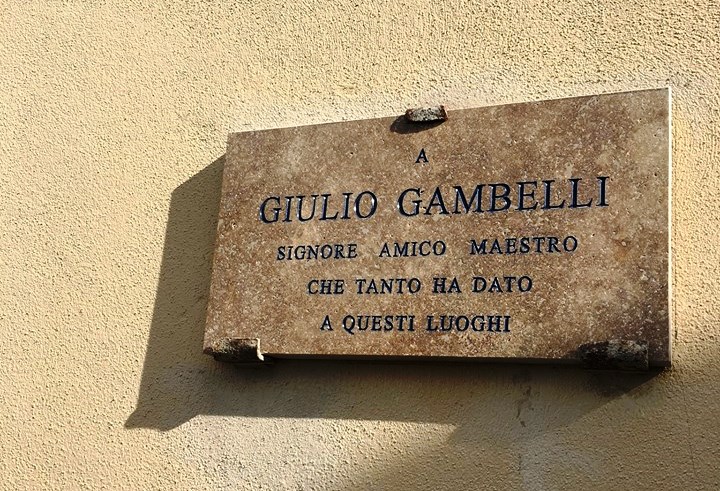 A
GIULIO GAMBELLI
SIGNORE AMICO MAESTRO
CHE TANTO HA DATO
A QUESTI LUOGHI